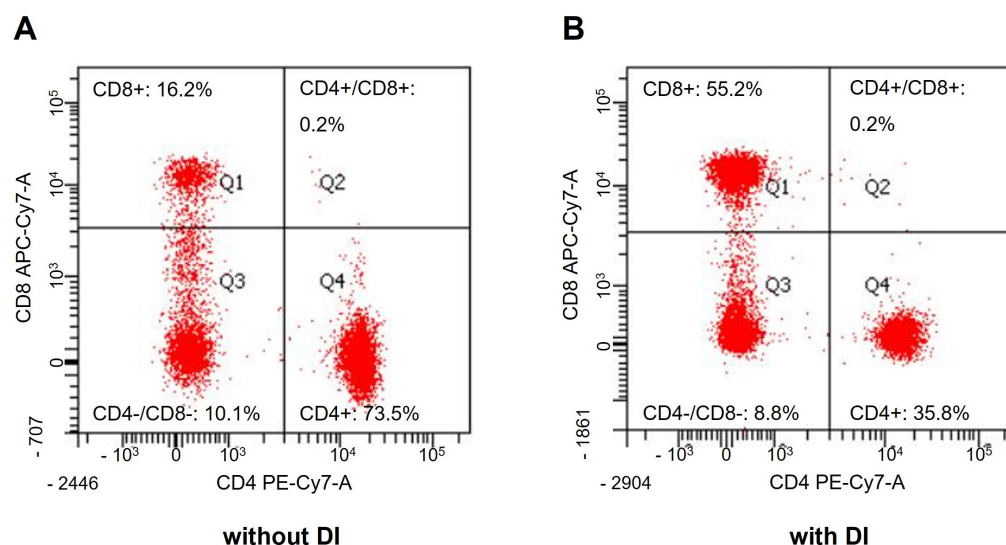 A
CD8+: 16.2%
CD4+/CD8+:
0.2%
10⁵
10⁴
10³
0
- 707
CD8 APC-Cy7-A
Q1
Q2
Q3
Q4
CD4-/CD8-: 10.1%
CD4+: 73.5%
- 10³
0
10³
10⁴
10⁵
- 2446
CD4 PE-Cy7-A
without DI
B
CD8+: 55.2%
CD4+/CD8+:
0.2%
10⁵
10⁴
10³
0
- 1861
CD8 APC-Cy7-A
Q1
Q2
Q3
Q4
CD4-/CD8-: 8.8%
CD4+: 35.8%
- 10³
0
10³
10⁴
10⁵
- 2904
CD4 PE-Cy7-A
with DI